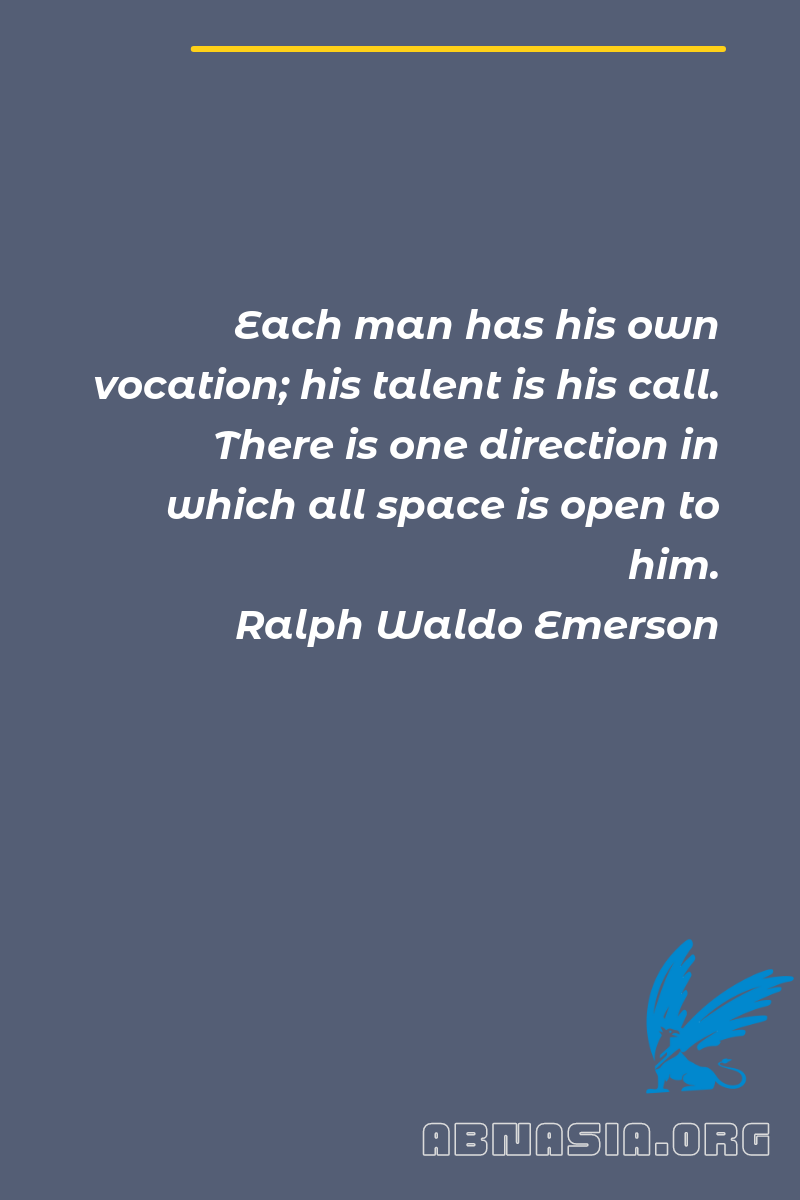 Each man has his own
vocation; his talent is his call.
There is one direction in
which all space is open to
him.
Ralph Waldo Emerson
ABNASIA.ORG